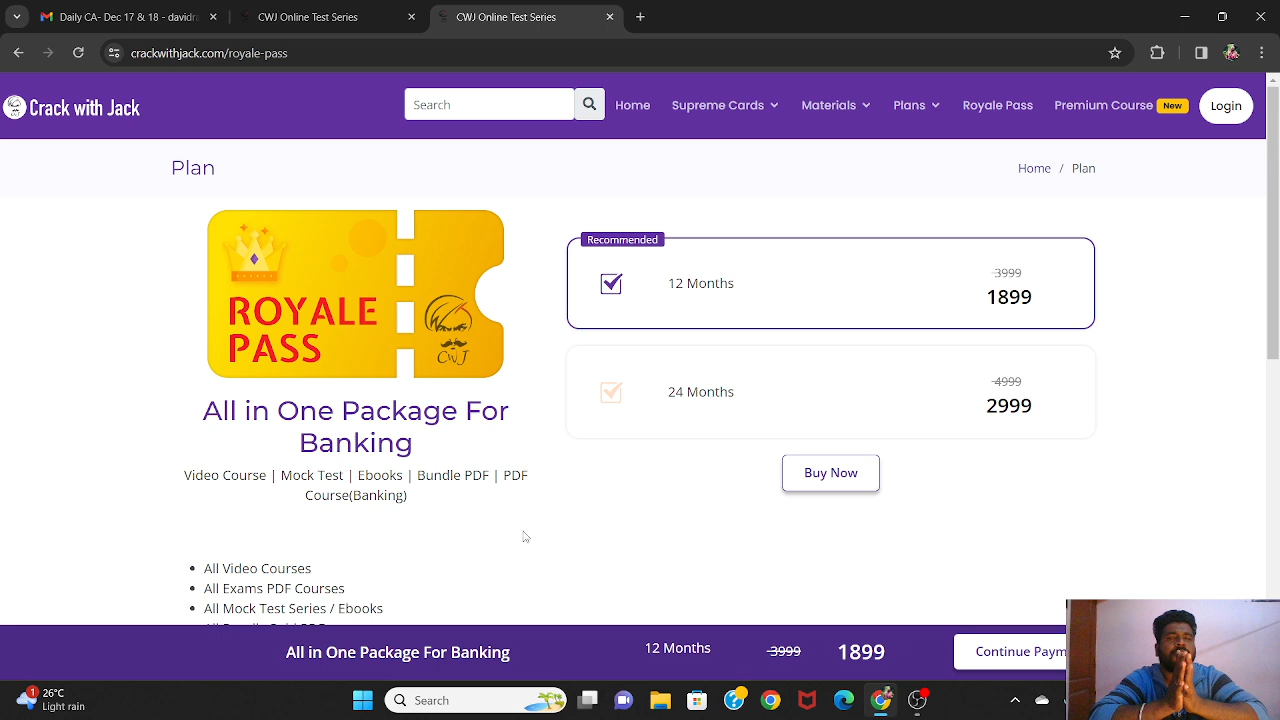 Daily CA- Dec 17 & 18 - davidra
CWJ Online Test Series
CWJ Online Test Series
crackwithjack.com/royale-pass
Crack with Jack
Search
Home
Supreme Cards
Materials
Plans
Royale Pass
Premium Course
New
Login
Plan
Home / Plan
ROYALE
PASS
CWJ
Recommended
12 Months
3999
1899
24 Months
4999
2999
Buy Now
All in One Package For
Banking
Video Course | Mock Test | Ebooks | Bundle PDF | PDF
Course(Banking)
All Video Courses
All Exams PDF Courses
All Mock Test Series / Ebooks
All in One Package For Banking
12 Months
3999
1899
Continue Paym
1
26°C
Light rain
Search